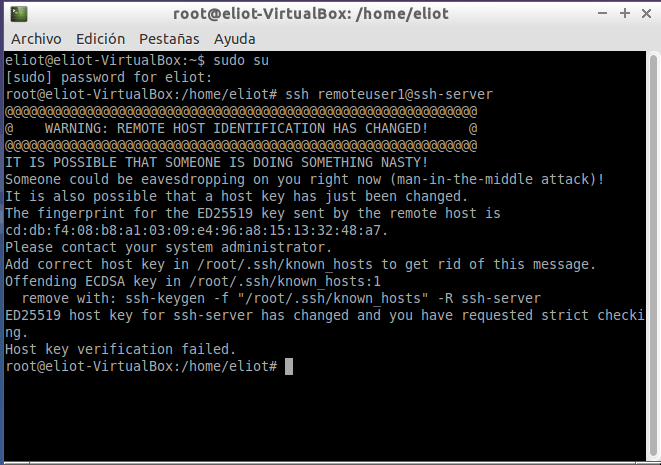 root@eliot-VirtualBox: /home/eliot
Archivo Edición Pestañas Ayuda
eliot@eliot-VirtualBox:~$ sudo su
[sudo] password for eliot:
root@eliot-VirtualBox:/home/eliot# ssh remoteuser1@ssh-server
@@@@@@@@@@@@@@@@@@@@@@@@@@@@@@@@@@@@@@@@@@@@@@@@@@@@@@@@@@@
@    WARNING: REMOTE HOST IDENTIFICATION HAS CHANGED!     @
@@@@@@@@@@@@@@@@@@@@@@@@@@@@@@@@@@@@@@@@@@@@@@@@@@@@@@@@@@@
IT IS POSSIBLE THAT SOMEONE IS DOING SOMETHING NASTY!
Someone could be eavesdropping on you right now (man-in-the-middle attack)!
It is also possible that a host key has just been changed.
The fingerprint for the ED25519 key sent by the remote host is
cd:db:f4:08:b8:a1:03:09:e4:96:a8:15:13:32:48:a7.
Please contact your system administrator.
Add correct host key in /root/.ssh/known_hosts to get rid of this message.
Offending ECDSA key in /root/.ssh/known_hosts:1
  remove with: ssh-keygen -f "/root/.ssh/known_hosts" -R ssh-server
ED25519 host key for ssh-server has changed and you have requested strict checki
ng.
Host key verification failed.
root@eliot-VirtualBox:/home/eliot#